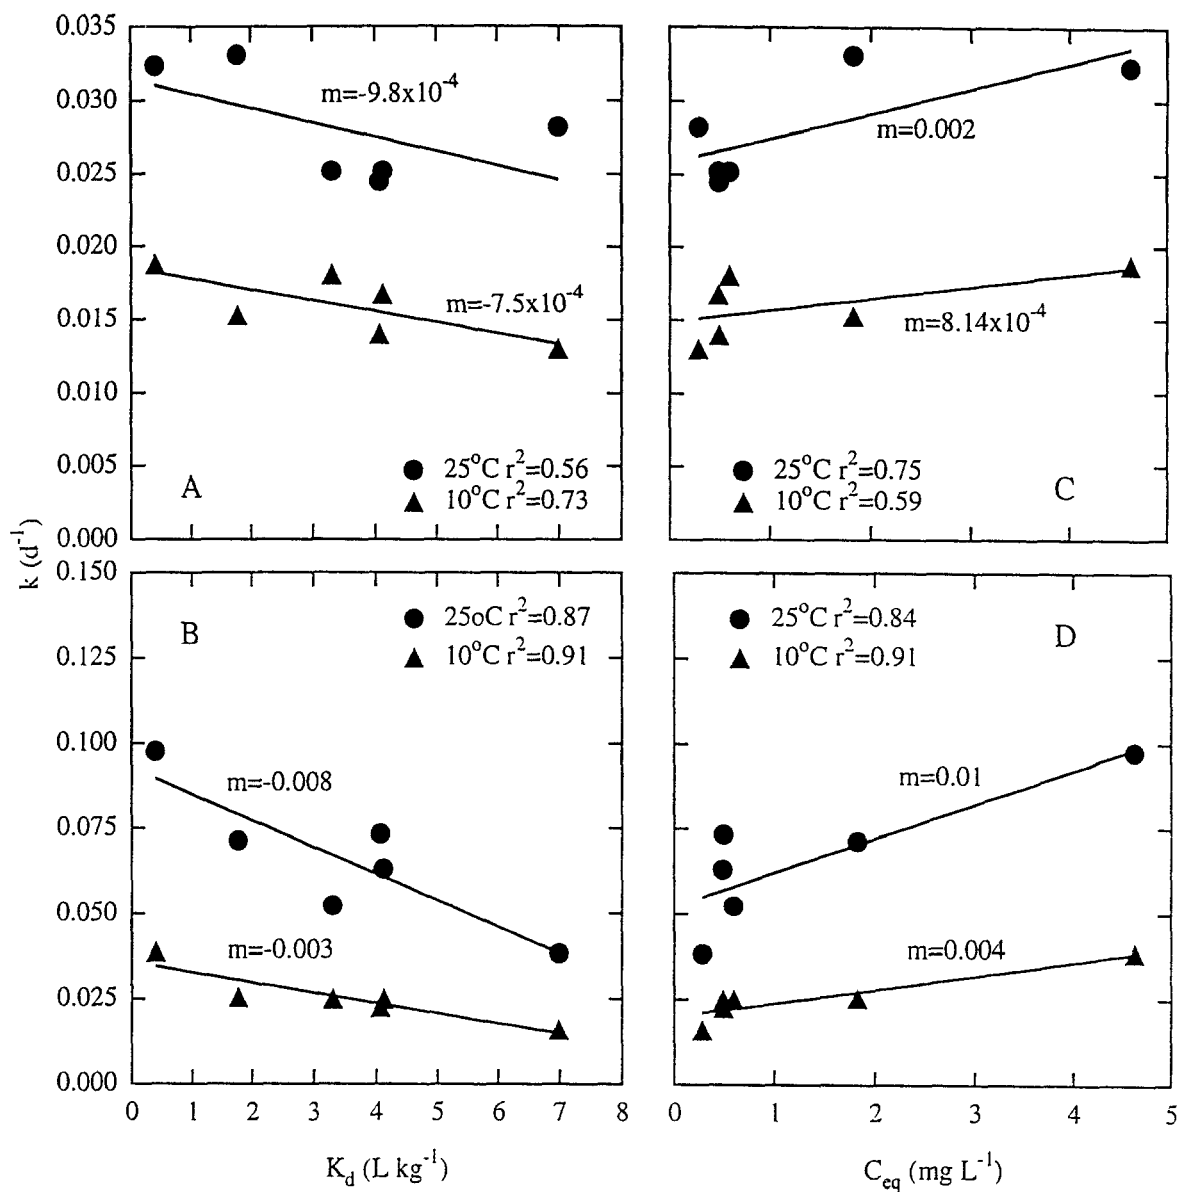 k (d⁻¹)
0.035
0.030
0.025
0.020
0.015
0.010
0.005
0.000
m=-9.8x10⁻⁴
m=-7.5x10⁻⁴
A
25°C r²=0.56
10°C r²=0.73
m=0.002
m=8.14x10⁻⁴
25°C r²=0.75
10°C r²=0.59
C
0.150
0.125
0.100
0.075
0.050
0.025
0.000
B
25oC r²=0.87
10°C r²=0.91
m=-0.008
m=-0.003
0 1 2 3 4 5 6 7 8
K_d (L kg⁻¹)
25°C r²=0.84
10°C r²=0.91
D
m=0.01
m=0.004
0 1 2 3 4 5
C_eq (mg L⁻¹)